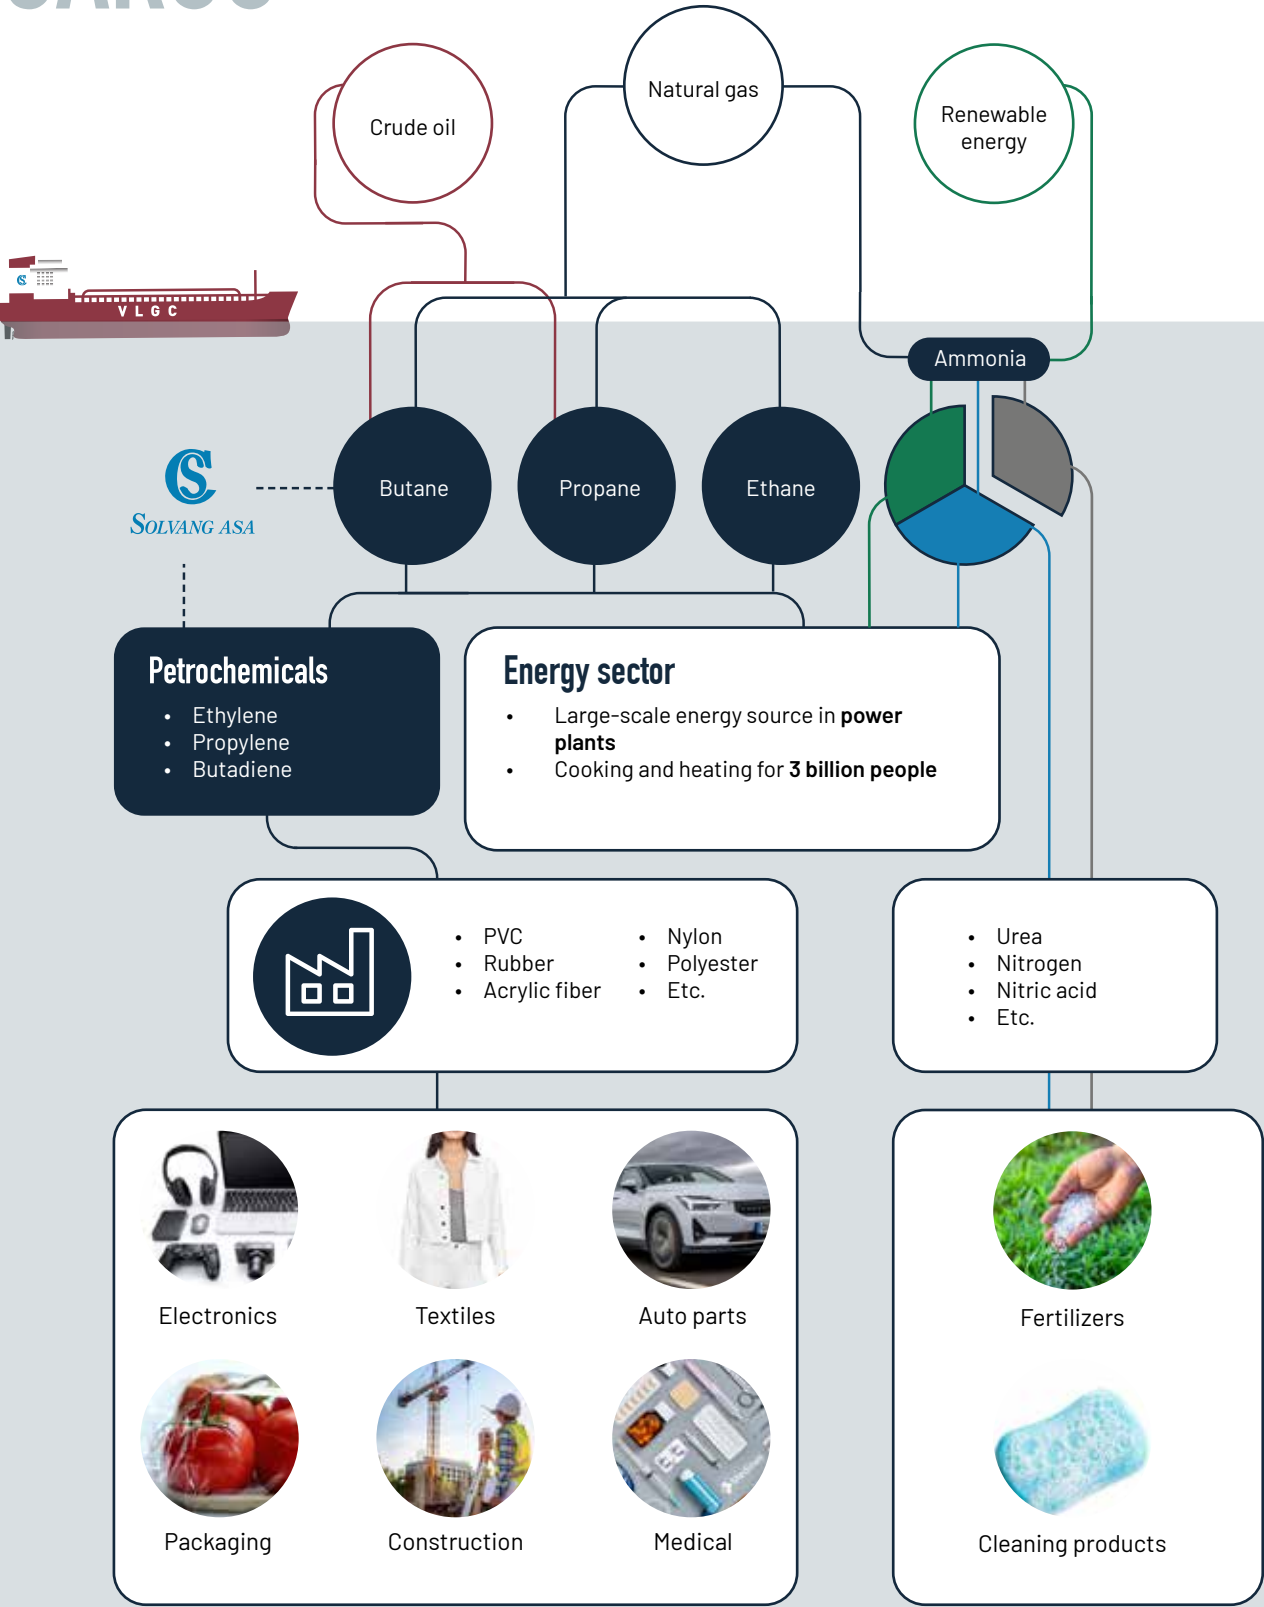 Crude oil
Natural gas
Renewable
energy
VLGC
Ammonia
Butane
Propane
Ethane
SOLVANG ASA
Petrochemicals
• Ethylene
• Propylene
• Butadiene
Energy sector
• Large-scale energy source in power
plants
• Cooking and heating for 3 billion people
• PVC
• Rubber
• Acrylic fiber
• Nylon
• Polyester
• Etc.
• Urea
• Nitrogen
• Nitric acid
• Etc.
Electronics
Textiles
Auto parts
Packaging
Construction
Medical
Fertilizers
Cleaning products